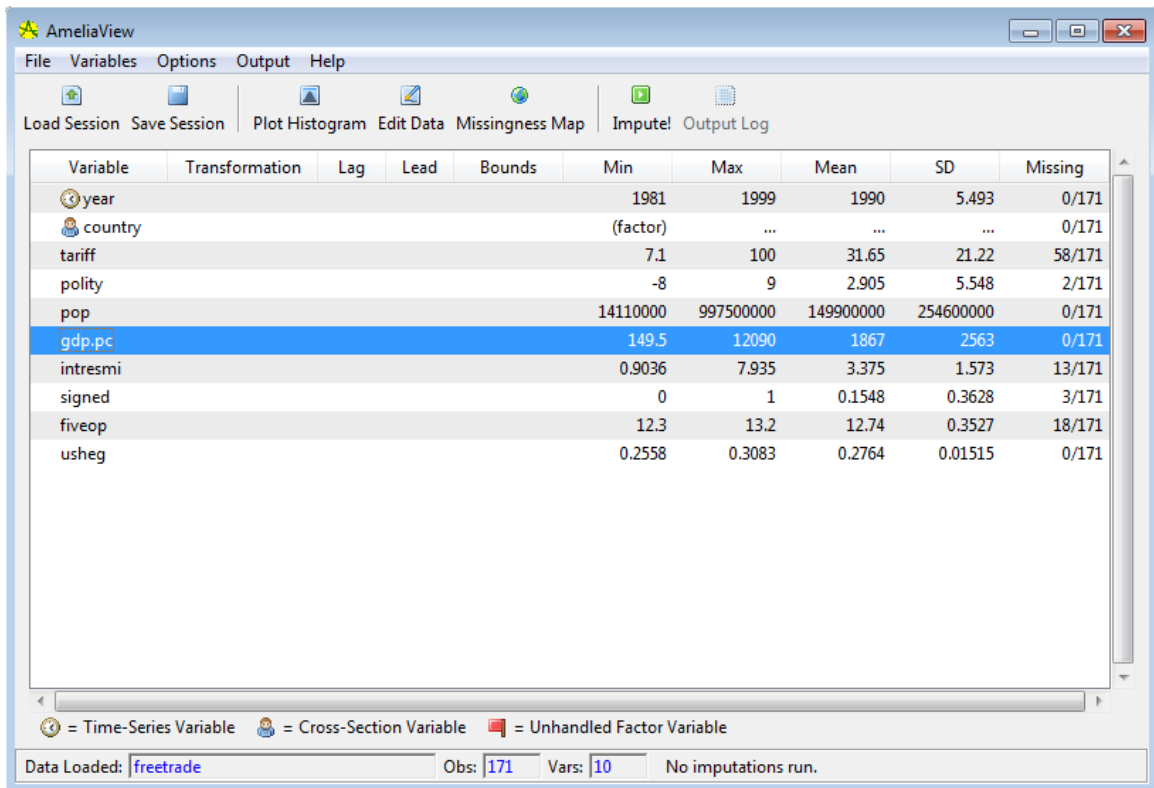 AmeliaView
File Variables Options Output Help
Load Session Save Session Plot Histogram Edit Data Missingness Map Impute! Output Log
Variable Transformation Lag Lead Bounds Min Max Mean SD Missing
year 1981 1999 1990 5.493 0/171
country (factor) ... ... ... 0/171
tariff 7.1 100 31.65 21.22 58/171
polity -8 9 2.905 5.548 2/171
pop 14110000 997500000 149900000 254600000 0/171
gdp.pc 149.5 12090 1867 2563 0/171
intresmi 0.9036 7.935 3.375 1.573 13/171
signed 0 1 0.1548 0.3628 3/171
fiveop 12.3 13.2 12.74 0.3527 18/171
usheg 0.2558 0.3083 0.2764 0.01515 0/171
= Time-Series Variable = Cross-Section Variable = Unhandled Factor Variable
Data Loaded: freetrade Obs: 171 Vars: 10 No imputations run.